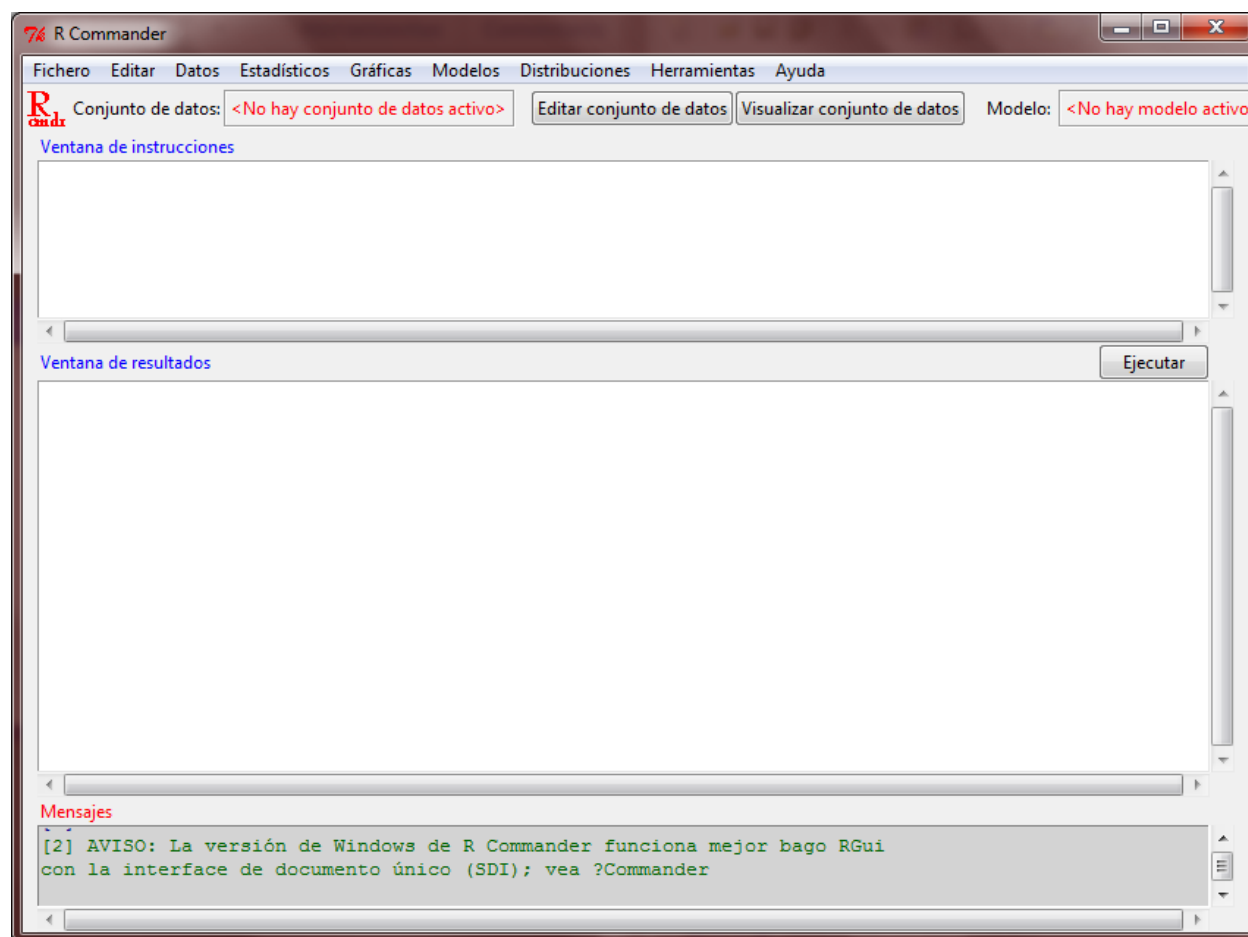 R Commander
Fichero Editar Datos Estadísticos Gráficas Modelos Distribuciones Herramientas Ayuda
R cmdr Conjunto de datos: <No hay conjunto de datos activo> Editar conjunto de datos Visualizar conjunto de datos Modelo: <No hay modelo activo
Ventana de instrucciones
Ventana de resultados Ejecutar
Mensajes
[2] AVISO: La versión de Windows de R Commander funciona mejor bago RGui
con la interface de documento único (SDI); vea ?Commander